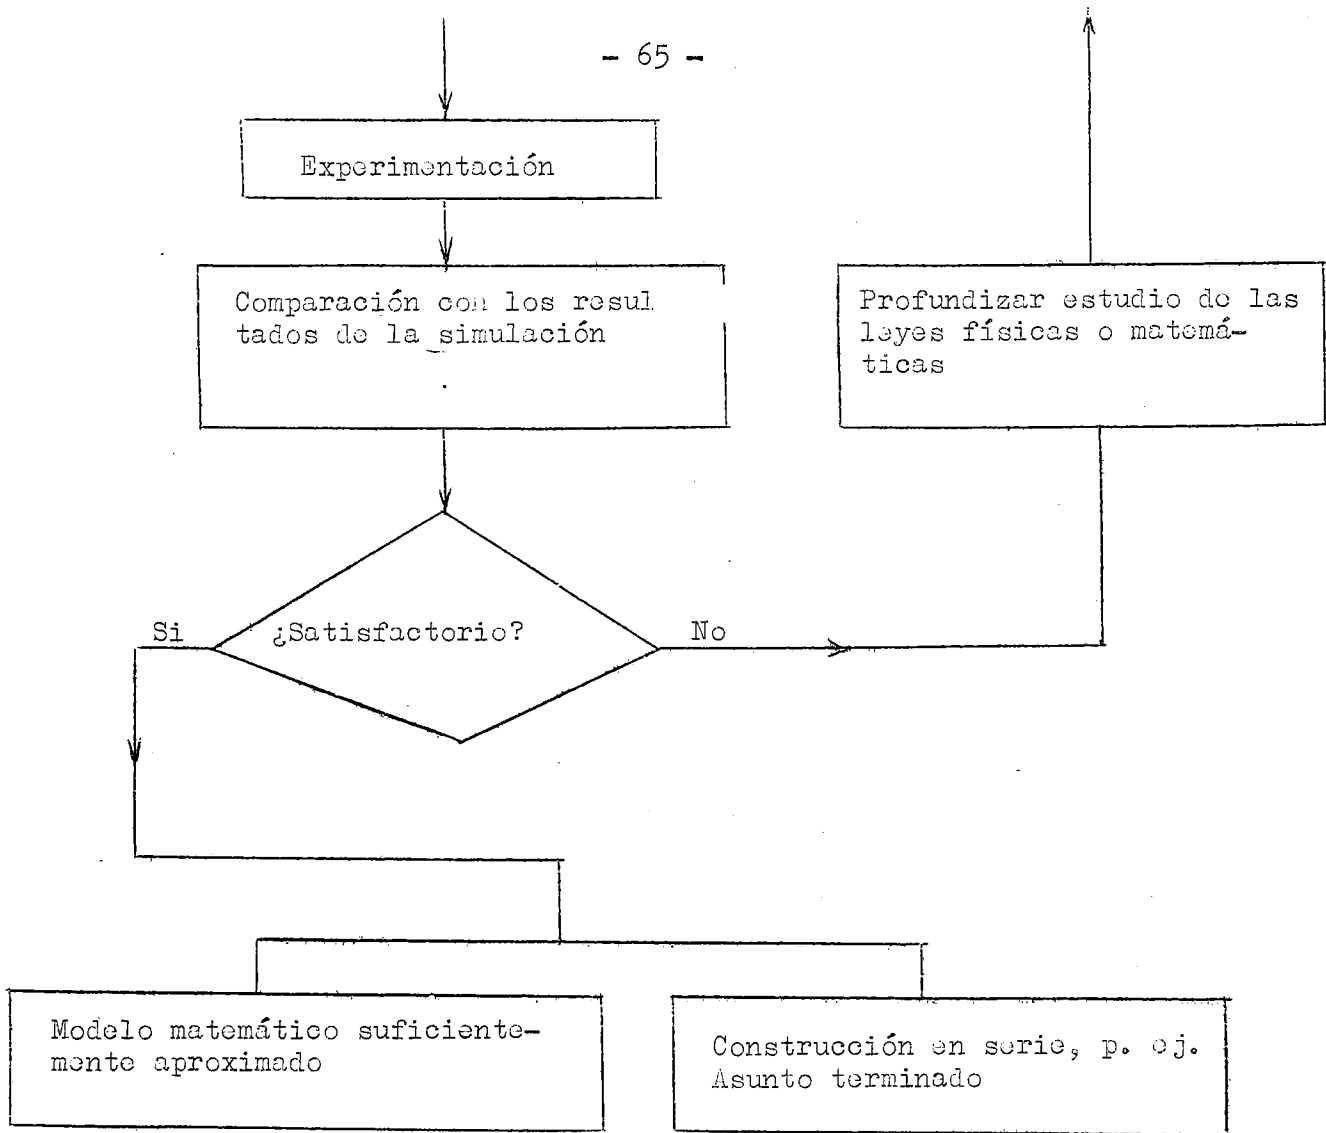 - 65 -
Experimentación
Comparación con los resul
tados de la simulación
Profundizar estudio de las
leyes físicas o matemá-
ticas
¿Satisfactorio?
Si
No
Modelo matemático suficiente-
mente aproximado
Construcción en serie, p. ej.
Asunto terminado